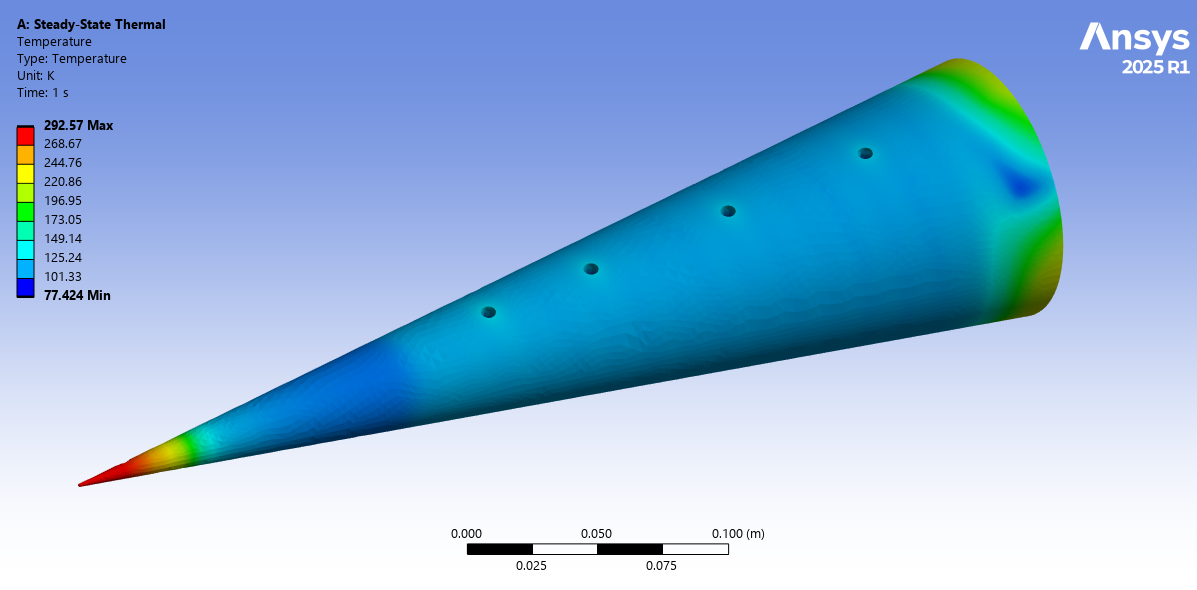 A: Steady-State Thermal
Temperature
Type: Temperature
Unit: K
Time: 1 s
292.57 Max
268.67
244.76
220.86
196.95
173.05
149.14
125.24
101.33
77.424 Min
Ansys
2025 R1
0.000 0.050 0.100 (m)
0.025 0.075